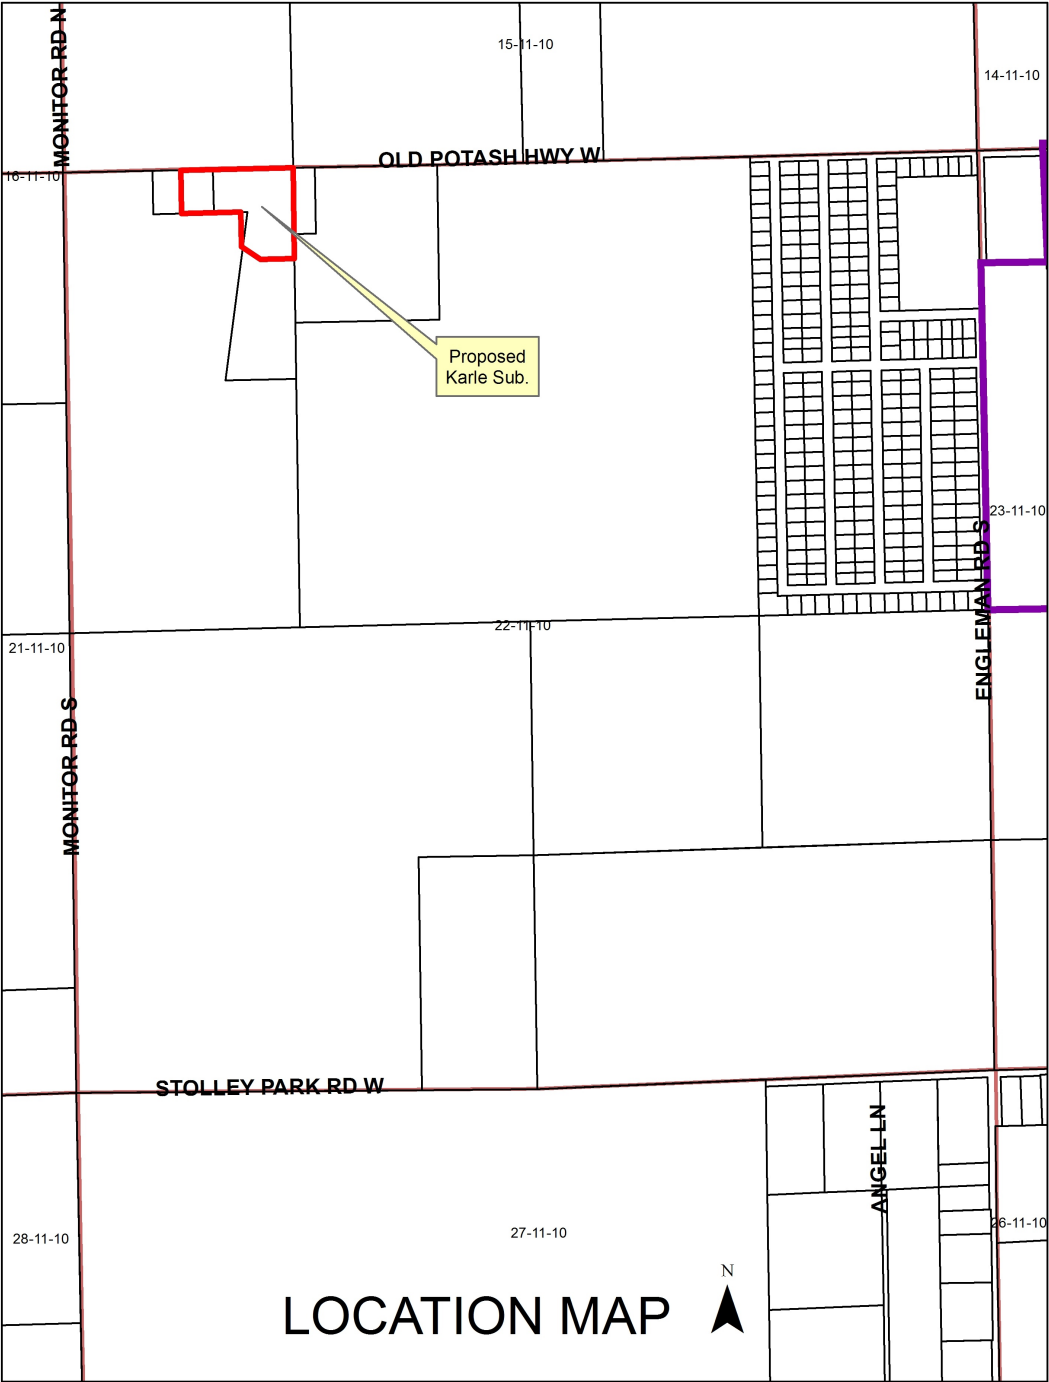 MONITOR RD N
15-11-10
14-11-10
OLD POTASH HWY W
16-11-10
Proposed
Karle Sub.
23-11-10
ENGLEMAN RD S
22-11-10
21-11-10
MONITOR RD S
STOLLEY PARK RD W
ANGEL LN
28-11-10
27-11-10
26-11-10
N
LOCATION MAP